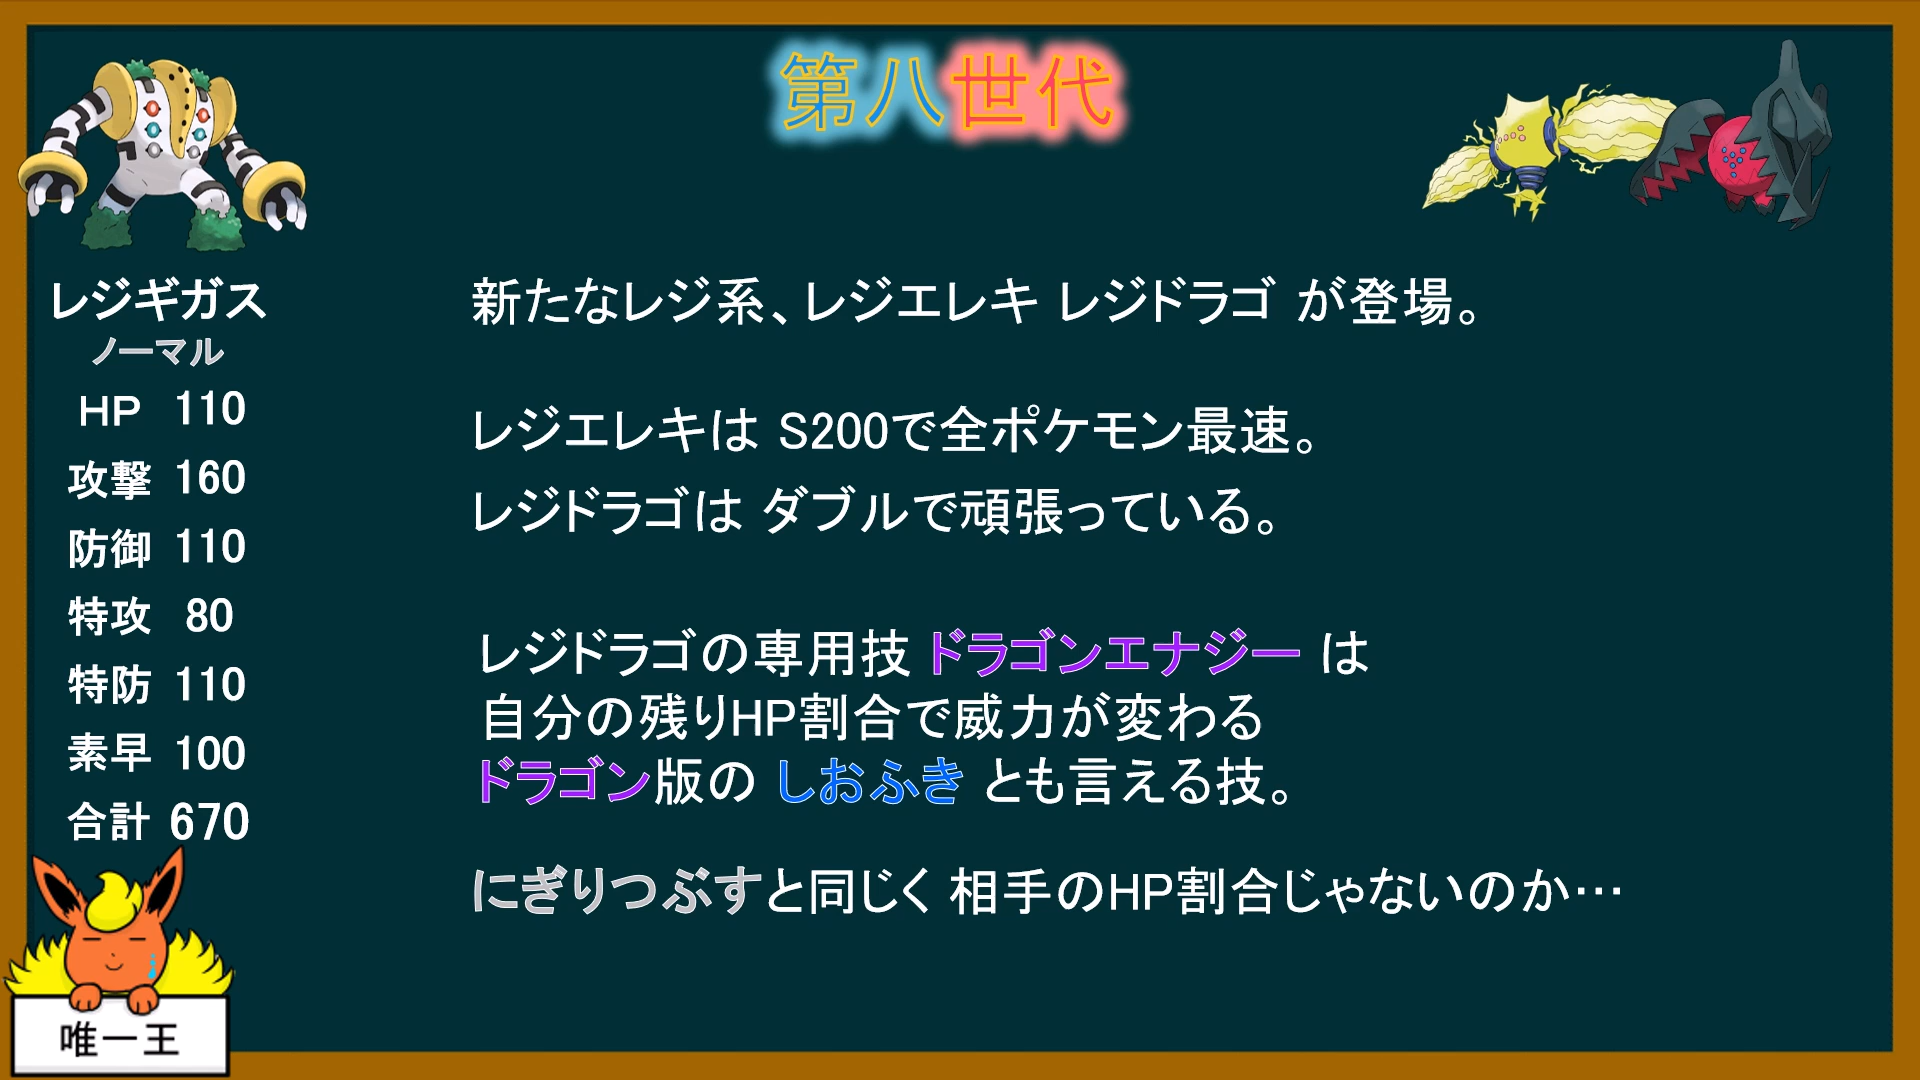 第八世代
レジギガス
ノーマル
HP 110
攻撃 160
防御 110
特攻 80
特防 110
素早 100
合計 670
新たなレジ系、レジエレキ レジドラゴ が登場。
レジエレキは S200で全ポケモン最速。
レジドラゴは ダブルで頑張っている。
レジドラゴの専用技 ドラゴンエナジー は
自分の残りHP割合で威力が変わる
ドラゴン版の しおふき とも言える技。
にぎりつぶすと同じく 相手のHP割合じゃないのか…
唯一王